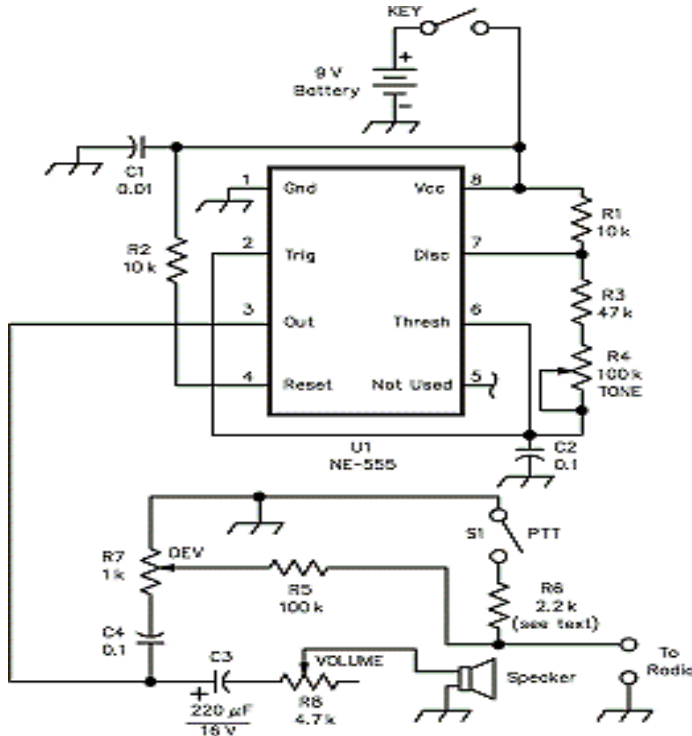 KEY
+
9 V
Battery
–
C1
0.01
R2
10 k
1
Gnd
2
Trig
3
Out
4
Reset
Vcc
8
Disc
7
Thresh
6
Not Used
5
R1
10 k
R3
47 k
R4
100 k
TONE
U1
NE-555
C2
0.1
R7
1 k
DEV
R5
100 k
S1
PTT
R6
2.2 k
(see text)
C4
0.1
C3
+
220 µF
16 V
VOLUME
R8
4.7 k
Speaker
To
Radio